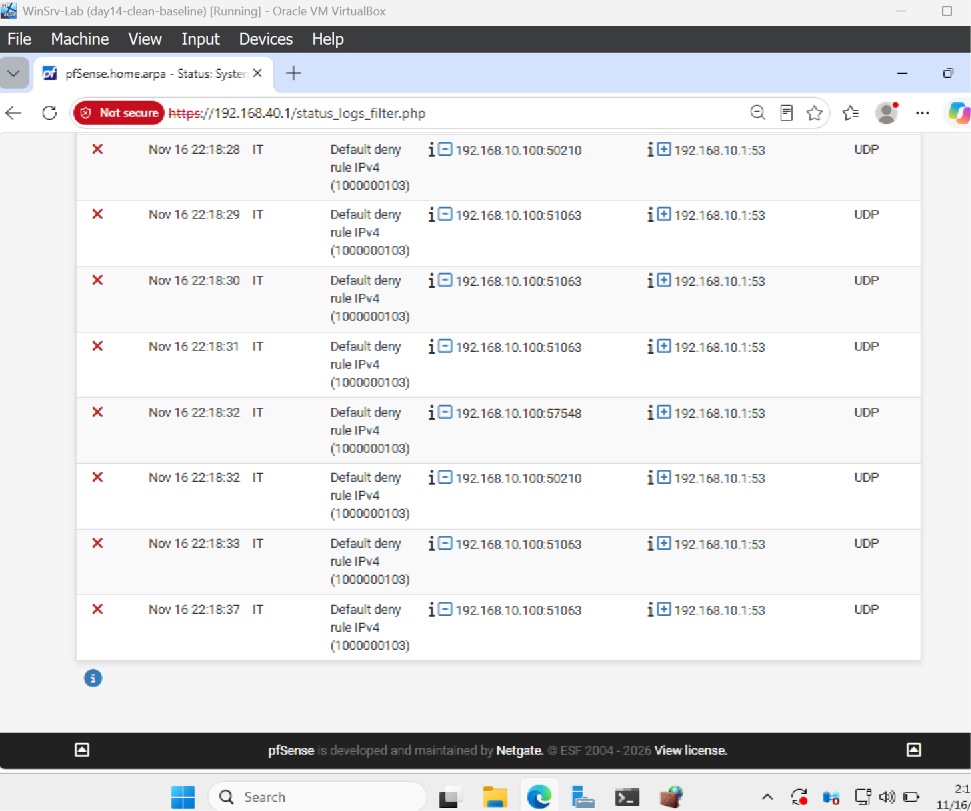 WinSrv-Lab (day14-clean-baseline) [Running] - Oracle VM VirtualBox
File Machine View Input Devices Help
pfSense.home.arpa - Status: System
Not secure https://192.168.40.1/status_logs_filter.php
Nov 16 22:18:28 IT Default deny 192.168.10.100:50210 192.168.10.1:53 UDP
rule IPv4
(1000000103)
Nov 16 22:18:29 IT Default deny 192.168.10.100:51063 192.168.10.1:53 UDP
rule IPv4
(1000000103)
Nov 16 22:18:30 IT Default deny 192.168.10.100:51063 192.168.10.1:53 UDP
rule IPv4
(1000000103)
Nov 16 22:18:31 IT Default deny 192.168.10.100:51063 192.168.10.1:53 UDP
rule IPv4
(1000000103)
Nov 16 22:18:32 IT Default deny 192.168.10.100:57548 192.168.10.1:53 UDP
rule IPv4
(1000000103)
Nov 16 22:18:32 IT Default deny 192.168.10.100:50210 192.168.10.1:53 UDP
rule IPv4
(1000000103)
Nov 16 22:18:33 IT Default deny 192.168.10.100:51063 192.168.10.1:53 UDP
rule IPv4
(1000000103)
Nov 16 22:18:37 IT Default deny 192.168.10.100:51063 192.168.10.1:53 UDP
rule IPv4
(1000000103)
pfSense is developed and maintained by Netgate. © ESF 2004 - 2026 View license.
Search
2:1
11/16/